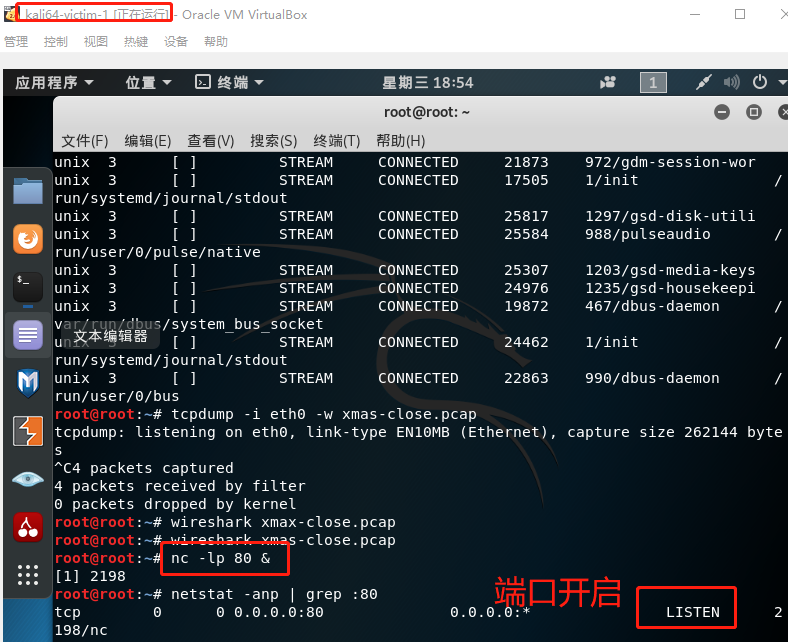 kali64-victim-1 [正在运行] - Oracle VM VirtualBox
管理 控制 视图 热键 设备 帮助
应用程序 位置 终端 星期三 18:54 1
root@root: ~
文件(F) 编辑(E) 查看(V) 搜索(S) 终端(T) 帮助(H)
unix 3 [ ] STREAM CONNECTED 21873 972/gdm-session-wor
unix 3 [ ] STREAM CONNECTED 17505 1/init /
run/systemd/journal/stdout
unix 3 [ ] STREAM CONNECTED 25817 1297/gsd-disk-utili
unix 3 [ ] STREAM CONNECTED 25584 988/pulseaudio /
run/user/0/pulse/native
unix 3 [ ] STREAM CONNECTED 25307 1203/gsd-media-keys
unix 3 [ ] STREAM CONNECTED 24976 1235/gsd-housekeepi
unix 3 [ ] STREAM CONNECTED 19872 467/dbus-daemon /
var/run/dbus/system_bus_socket
文本编辑器
unix 3 [ ] STREAM CONNECTED 24462 1/init /
run/systemd/journal/stdout
unix 3 [ ] STREAM CONNECTED 22863 990/dbus-daemon /
run/user/0/bus
root@root:~# tcpdump -i eth0 -w xmas-close.pcap
tcpdump: listening on eth0, link-type EN10MB (Ethernet), capture size 262144 byte
s
^C4 packets captured
4 packets received by filter
0 packets dropped by kernel
root@root:~# wireshark xmax-close.pcap
root@root:~# wireshark xmas-close.pcap
root@root:~# nc -lp 80 &
[1] 2198
root@root:~# netstat -anp | grep :80
端口开启
tcp 0 0 0.0.0.0:80 0.0.0.0:* LISTEN 2
198/nc